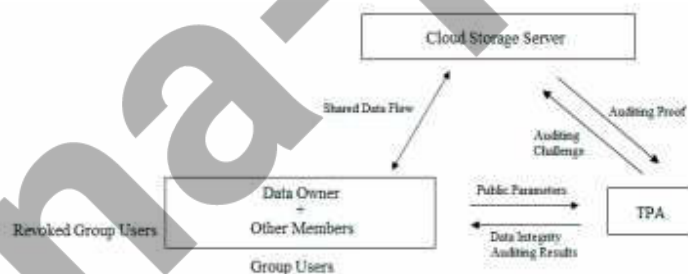 Cloud Storage Server
Shared Data Flow
Auditing Proof
Auditing
Challenge
Data Owner
+
Other Members
Public Parameters
TPA
Revoked Group Users
Data Integrity
Auditing Results
Group Users
na-